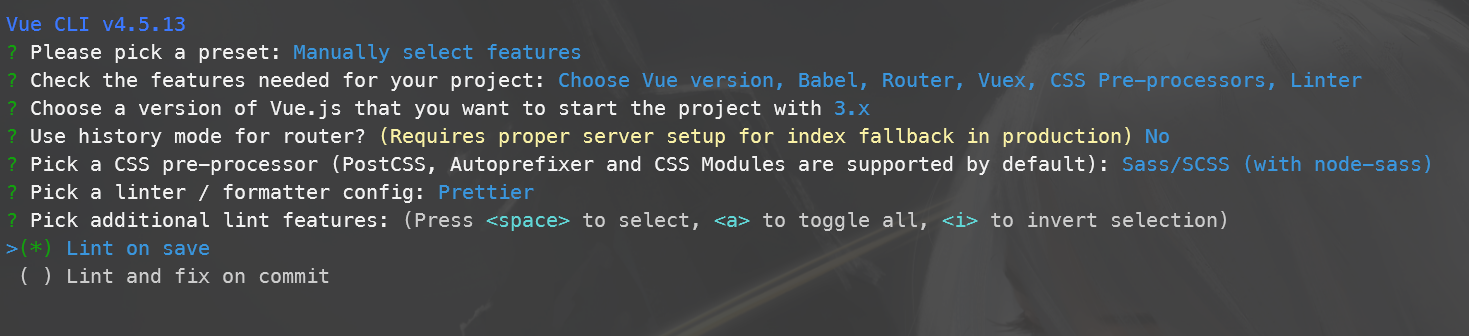 Vue CLI v4.5.13
? Please pick a preset: Manually select features
? Check the features needed for your project: Choose Vue version, Babel, Router, Vuex, CSS Pre-processors, Linter
? Choose a version of Vue.js that you want to start the project with 3.x
? Use history mode for router? (Requires proper server setup for index fallback in production) No
? Pick a CSS pre-processor (PostCSS, Autoprefixer and CSS Modules are supported by default): Sass/SCSS (with node-sass)
? Pick a linter / formatter config: Prettier
? Pick additional lint features: (Press <space> to select, <a> to toggle all, <i> to invert selection)
>(*) Lint on save
 ( ) Lint and fix on commit